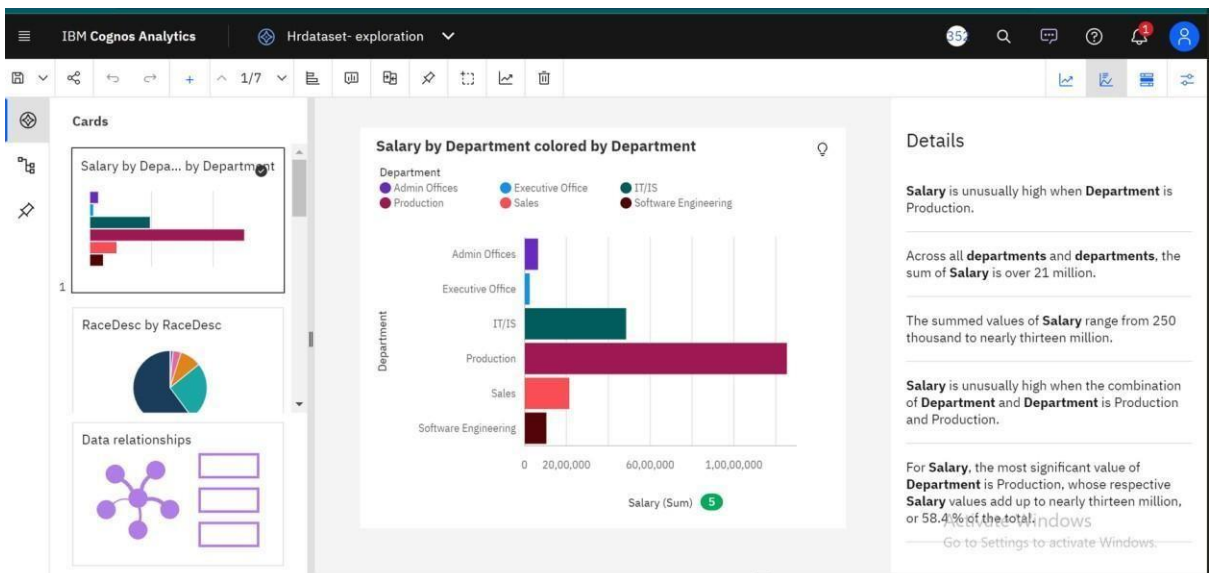 IBM Cognos Analytics
Hrdataset- exploration
352
1
1/7
Cards
Salary by Depa... by Department
1
RaceDesc by RaceDesc
Data relationships
Salary by Department colored by Department
Department
Admin Offices
Executive Office
IT/IS
Production
Sales
Software Engineering
Department
Admin Offices
Executive Office
IT/IS
Production
Sales
Software Engineering
0 20,00,000 60,00,000 1,00,00,000
Salary (Sum) 5
Details
Salary is unusually high when Department is
Production.
Across all departments and departments, the
sum of Salary is over 21 million.
The summed values of Salary range from 250
thousand to nearly thirteen million.
Salary is unusually high when the combination
of Department and Department is Production
and Production.
For Salary, the most significant value of
Department is Production, whose respective
Salary values add up to nearly thirteen million,
or 58.4 % of the total.
Activate Windows
Go to Settings to activate Windows.